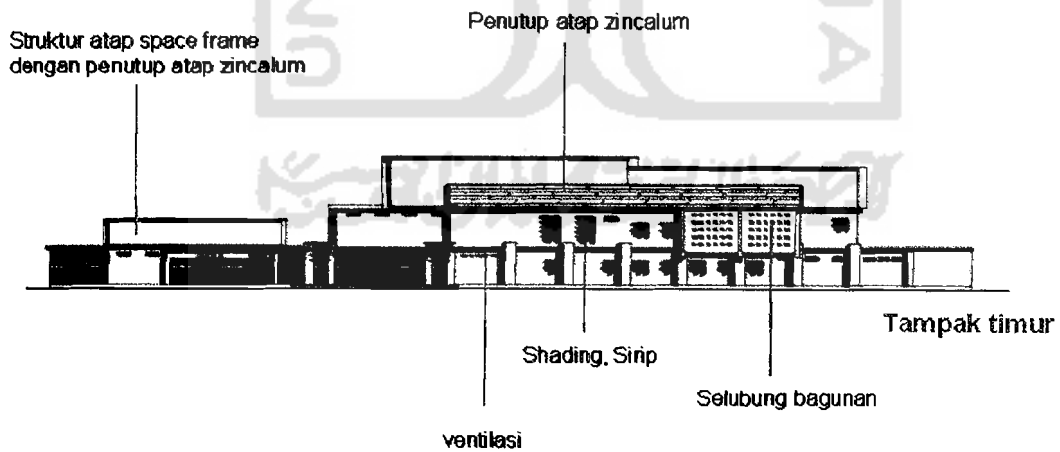 Penutup atap zincalum
Struktur atap space frame
dengan penutup atap zincalum
Tampak timur
Shading, Sirip
Selubung bagunan
ventilasi